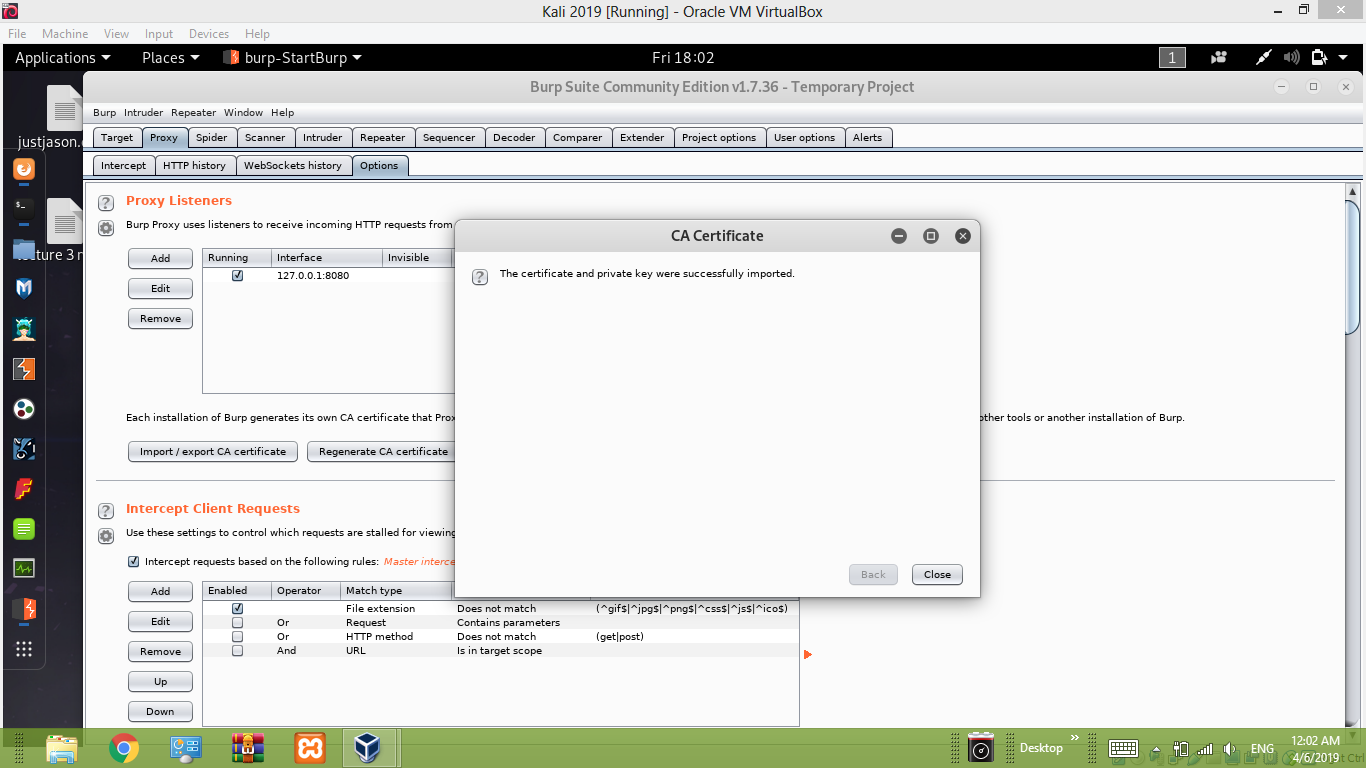 Kali 2019 [Running] - Oracle VM VirtualBox
File Machine View Input Devices Help
Applications Places burp-StartBurp Fri 18:02 1
Burp Suite Community Edition v1.7.36 - Temporary Project
Burp Intruder Repeater Window Help
justjason.
Target Proxy Spider Scanner Intruder Repeater Sequencer Decoder Comparer Extender Project options User options Alerts
Intercept HTTP history WebSockets history Options
? Proxy Listeners
Burp Proxy uses listeners to receive incoming HTTP requests from
CA Certificate
? The certificate and private key were successfully imported.
Add
Edit
Remove
Running Interface Invisible
127.0.0.1:8080
ture 3
Each installation of Burp generates its own CA certificate that Prox
other tools or another installation of Burp.
Import / export CA certificate Regenerate CA certificate
? Intercept Client Requests
Use these settings to control which requests are stalled for viewing
Intercept requests based on the following rules: Master interce
Back Close
Add
Edit
Remove
Up
Down
Enabled Operator Match type
File extension Does not match (^gif$|^jpg$|^png$|^css$|^js$|^ico$)
Or Request Contains parameters
Or HTTP method Does not match (get|post)
And URL Is in target scope
Desktop » ENG 12:02 AM
4/6/2019
Ctrl